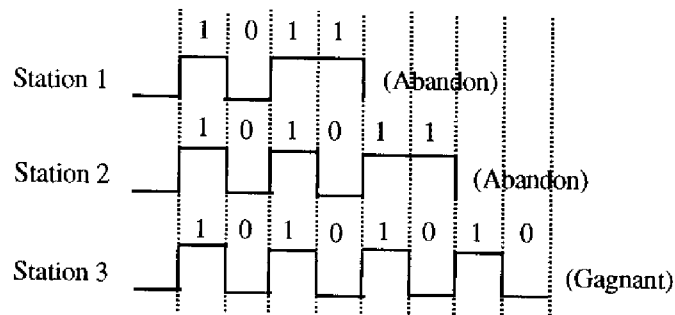 1 0 1 1
Station 1 (Abandon)
1 0 1 0 1 1
Station 2 (Abandon)
1 0 1 0 1 0 1 0
Station 3 (Gagnant)